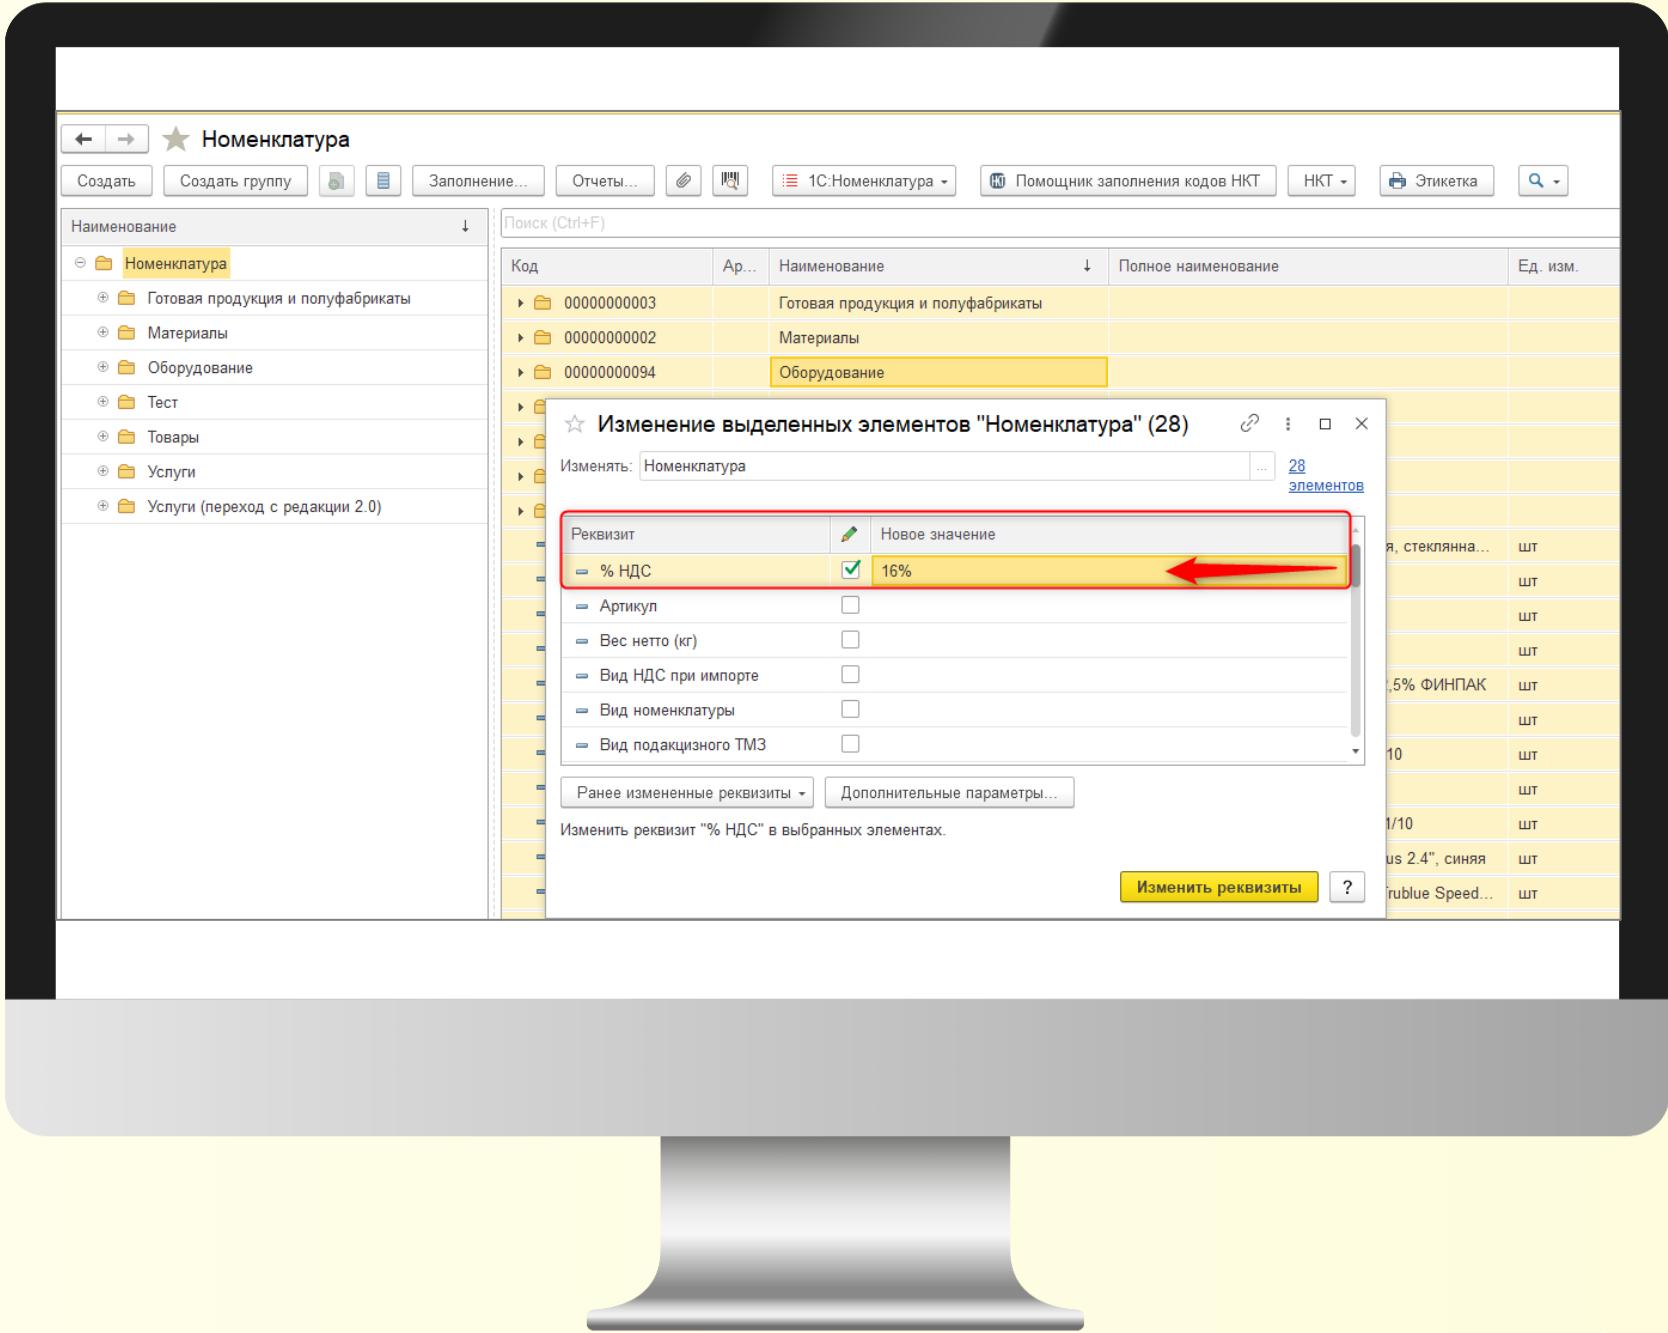 Номенклатура
Создать Создать группу Заполнение... Отчеты... 1С:Номенклатура Помощник заполнения кодов НКТ НКТ Этикетка
Наименование
Номенклатура
Готовая продукция и полуфабрикаты
Материалы
Оборудование
Тест
Товары
Услуги
Услуги (переход с редакции 2.0)
Поиск (Ctrl+F)
Код Ар... Наименование Полное наименование Ед. изм.
00000000003 Готовая продукция и полуфабрикаты
00000000002 Материалы
00000000094 Оборудование
Изменение выделенных элементов "Номенклатура" (28)
Изменять: Номенклатура ... 28
элементов
Реквизит Новое значение
% НДС 16%
Артикул
Вес нетто (кг)
Вид НДС при импорте
Вид номенклатуры
Вид подакцизного ТМЗ
Ранее измененные реквизиты Дополнительные параметры...
Изменить реквизит "% НДС" в выбранных элементах.
Изменить реквизиты ?
я, стеклянна... шт
шт
шт
шт
,5% ФИНПАК шт
шт
10 шт
шт
1/10 шт
us 2.4", синяя шт
rublue Speed... шт